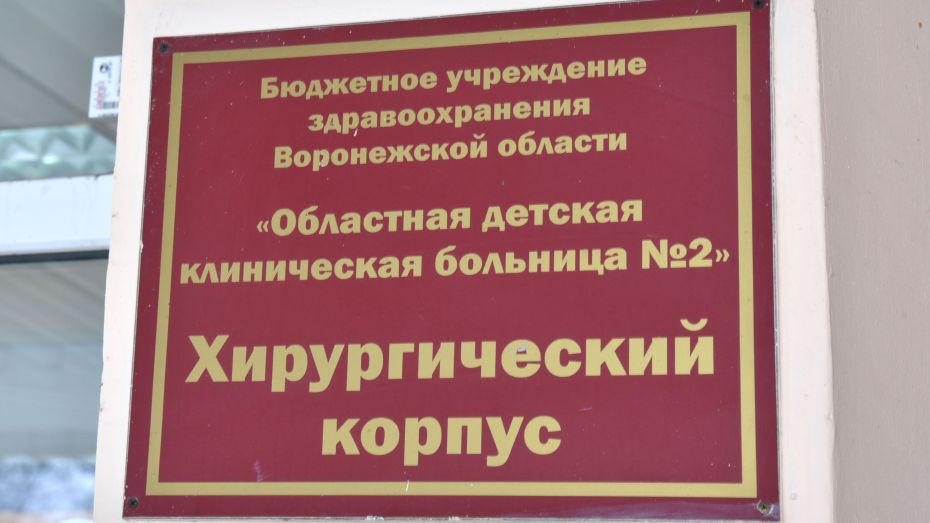 Бюджетное учреждение
здравоохранения
Воронежской области
«Областная детская
клиническая больница №2»
Хирургический
корпус